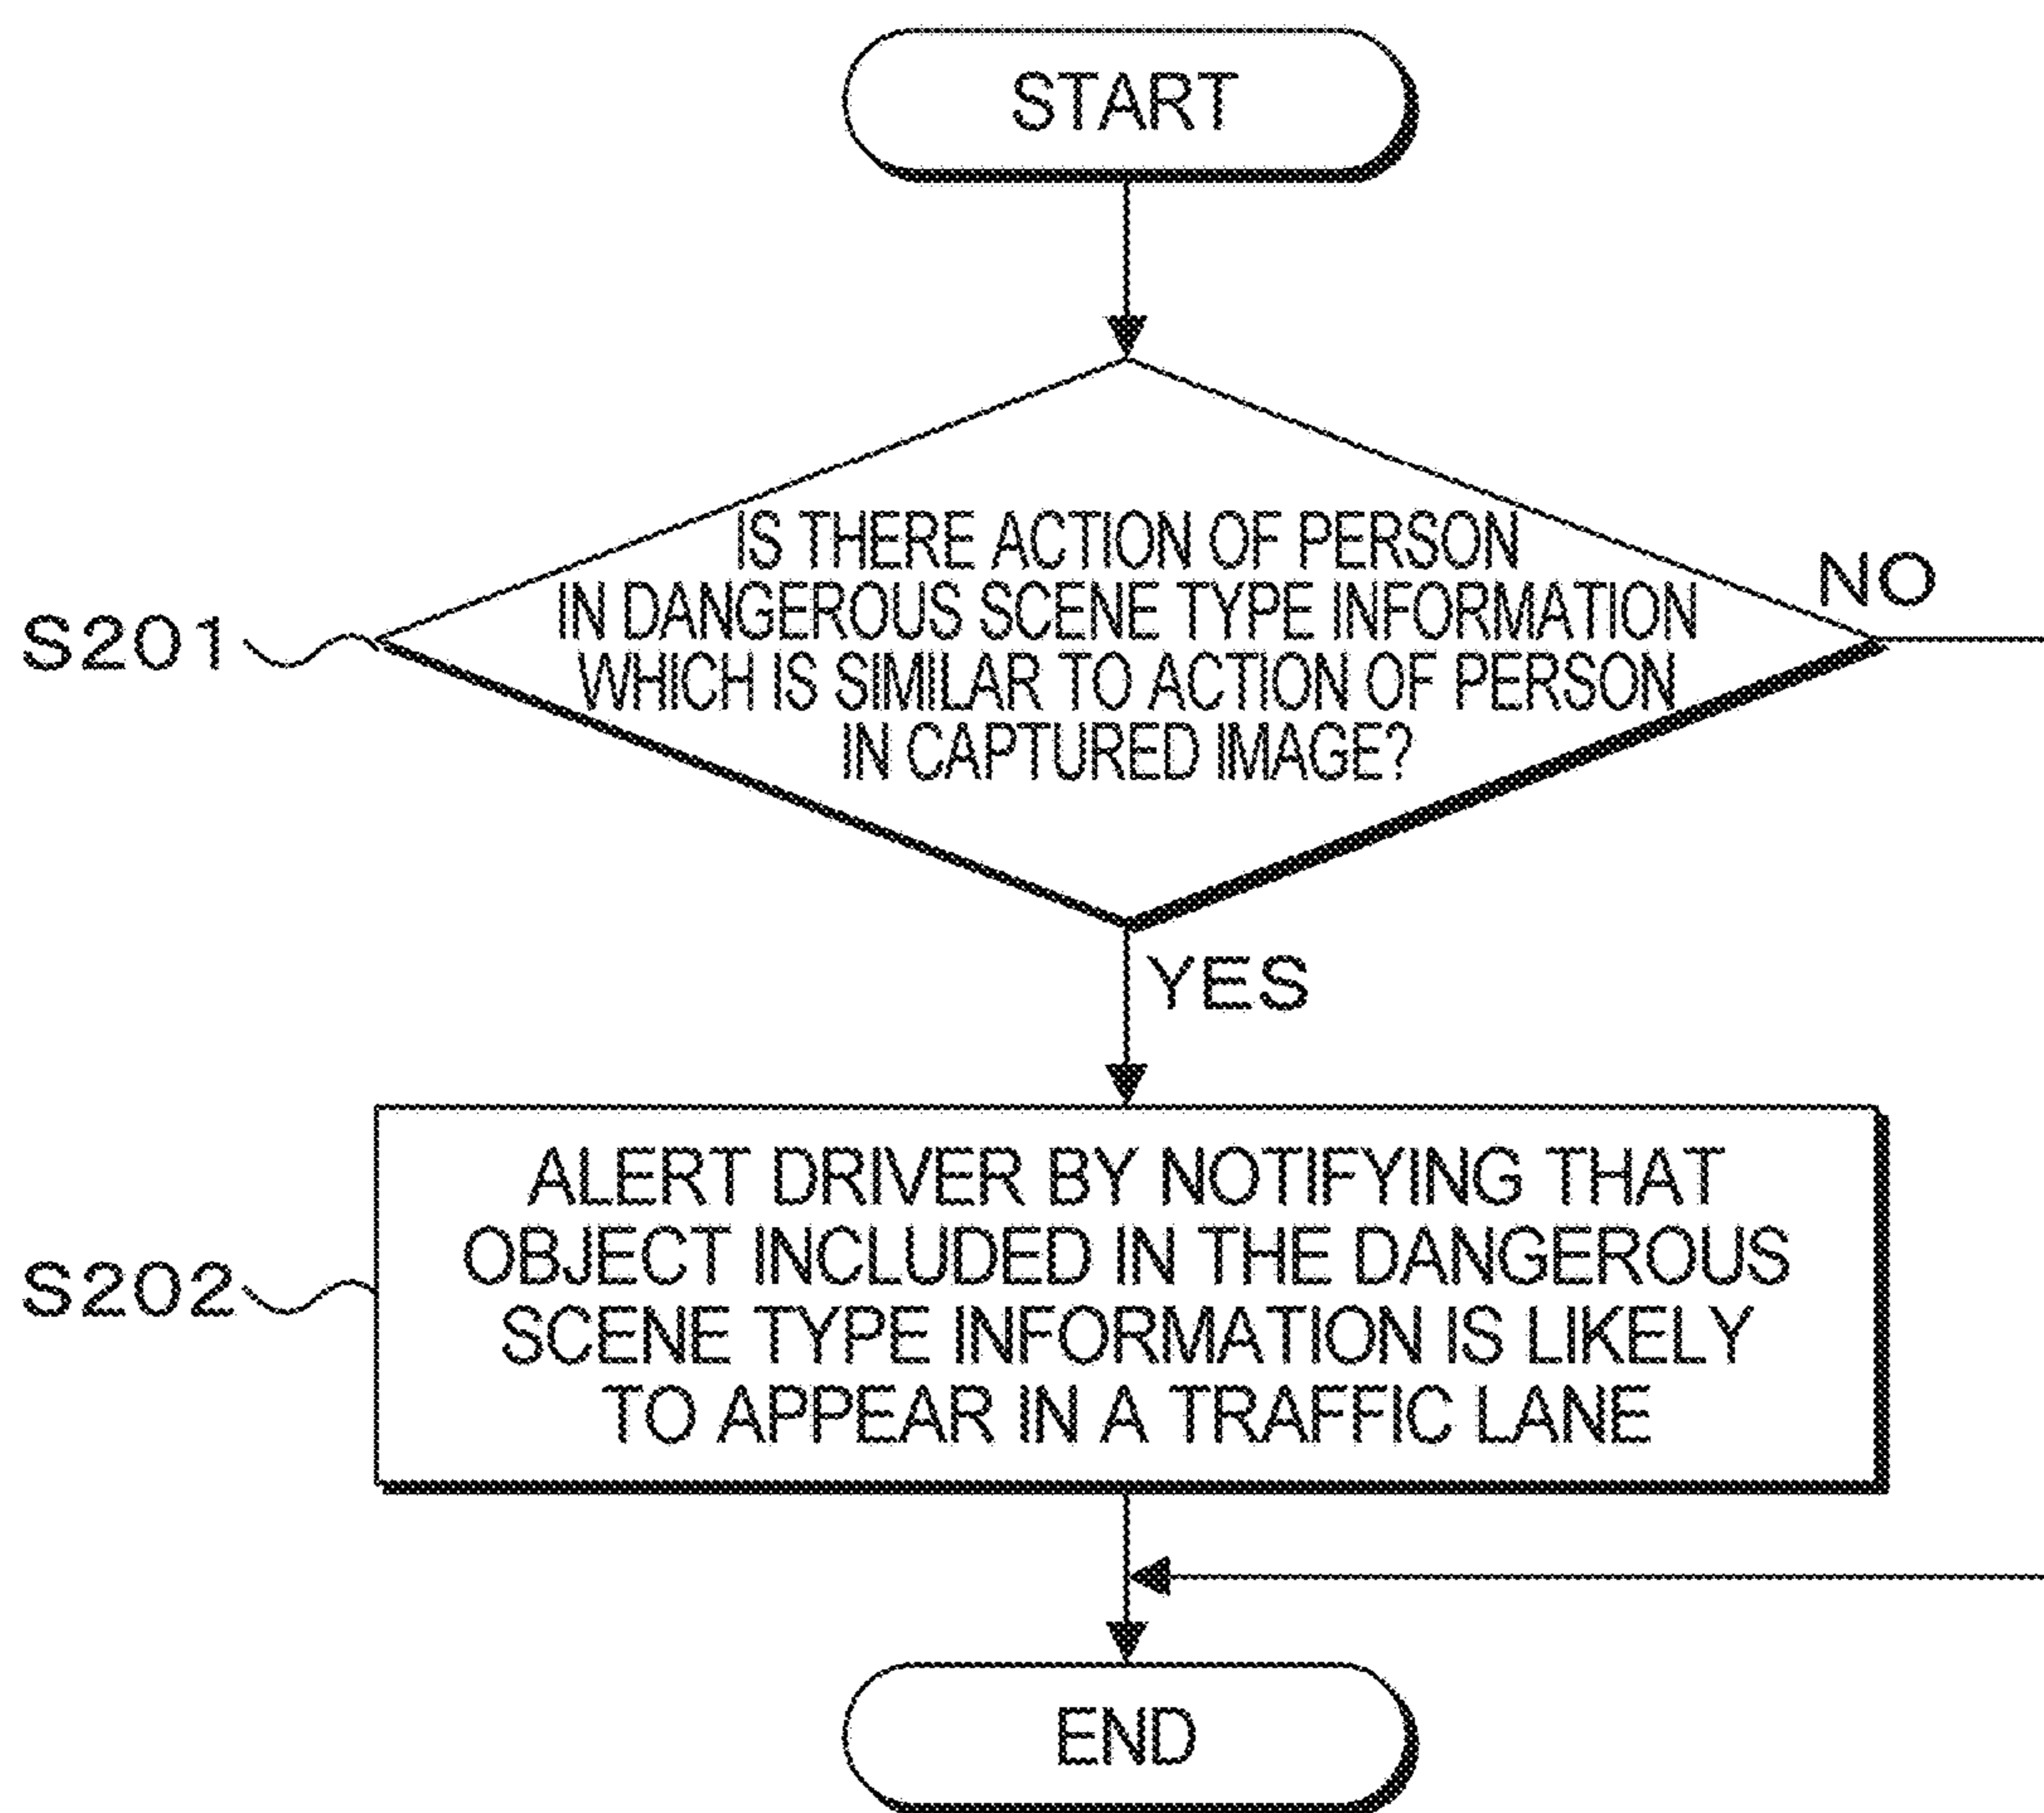 START
IS THERE ACTION OF PERSON
IN DANGEROUS SCENE TYPE INFORMATION
WHICH IS SIMILAR TO ACTION OF PERSON
IN CAPTURED IMAGE?
NO
S201
YES
ALERT DRIVER BY NOTIFYING THAT
OBJECT INCLUDED IN THE DANGEROUS
SCENE TYPE INFORMATION IS LIKELY
TO APPEAR IN A TRAFFIC LANE
S202
END